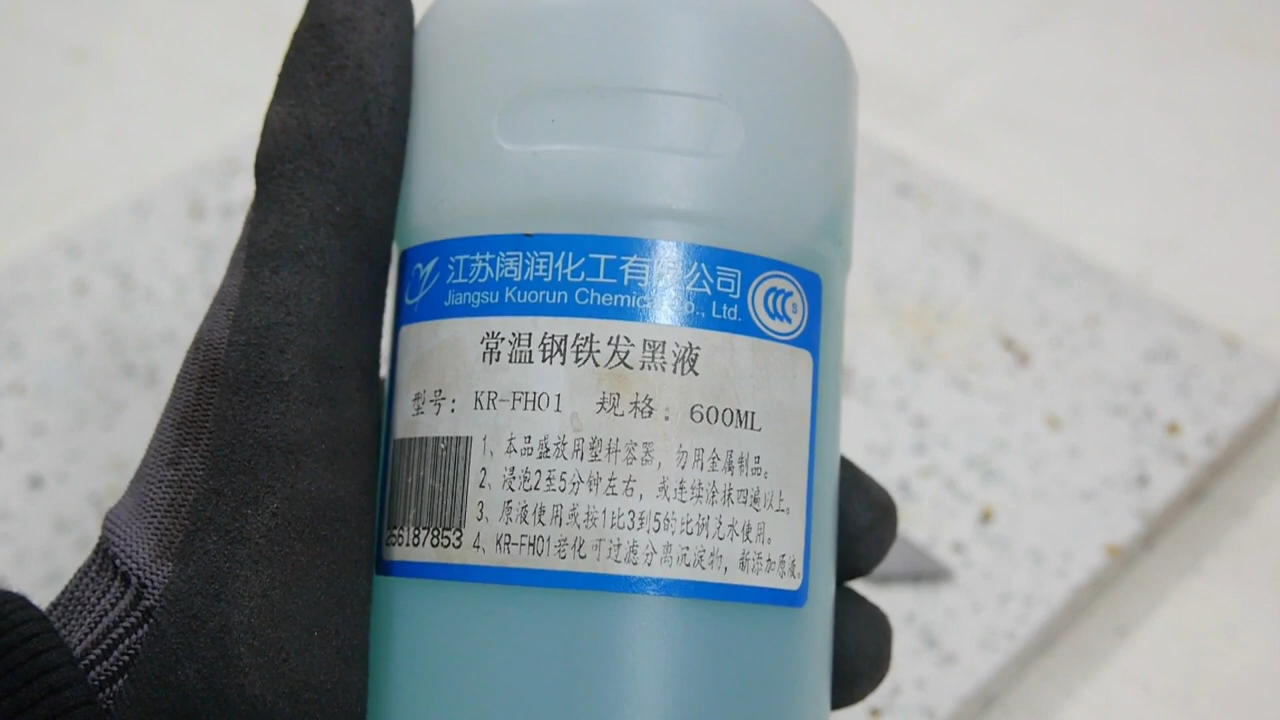 江苏阔润化工有 公司
Jiangsu Kuorun Chemic o., Ltd.
CCC S
常温钢铁发黑液
型号: KR-FH01 规格: 600ML
1、本品盛放用塑料容器, 勿用金属制品。
2、浸泡2至5分钟左右, 或连续涂抹四遍以上。
3、原液使用或按1比3到5的比例兑水使用。
4、KR-FH01老化可过滤分离沉淀物, 新添加原液。
266187853